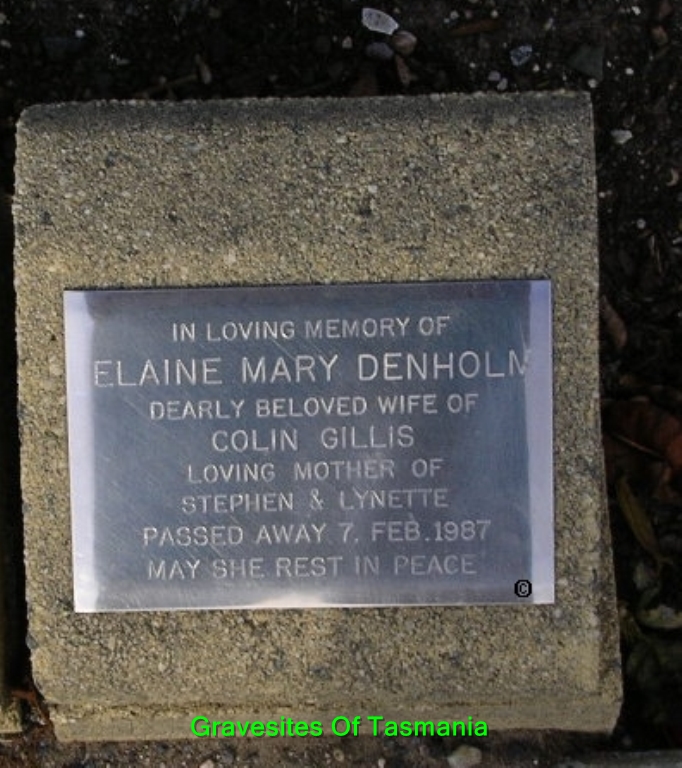 IN LOVING MEMORY OF
ELAINE MARY DENHOLM
DEARLY BELOVED WIFE OF
COLIN GILLIS
LOVING MOTHER OF
STEPHEN & LYNETTE
PASSED AWAY 7. FEB. 1987
MAY SHE REST IN PEACE
©
Gravesites Of Tasmania